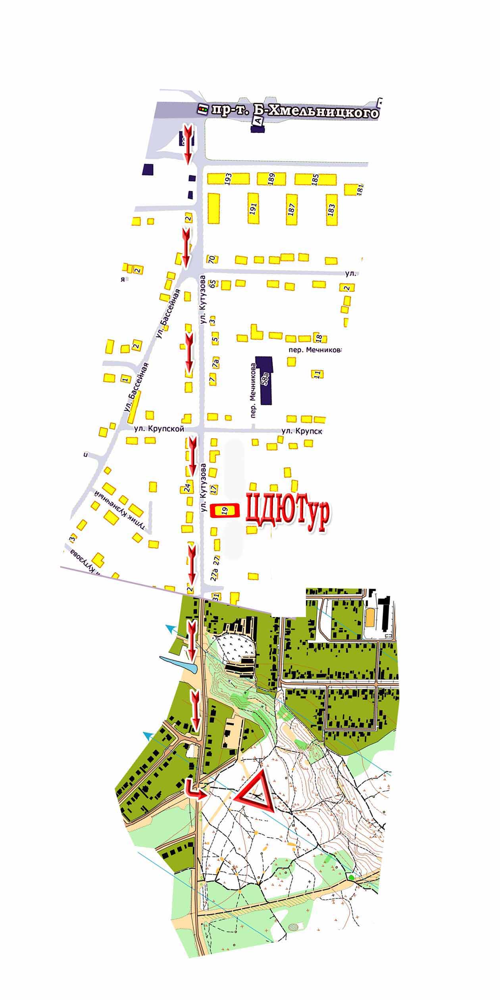 пр-т. Б-Хмельницкого
А
193
189
185
181
191
187
183
2
70
2
ул.
я
65
2
ул. Кутузова
ул. Бассейная
3
5
18
2
пер. Мечникова
7а
11
1
7
58а
пер. Мечникова
ул. Бассейная
ул. Крупской
ул. Крупск
ул. Кутузова
24
17
19
ЦДЮТур
тупик Кузнечный
3
Кутузова
27
27а
2
31